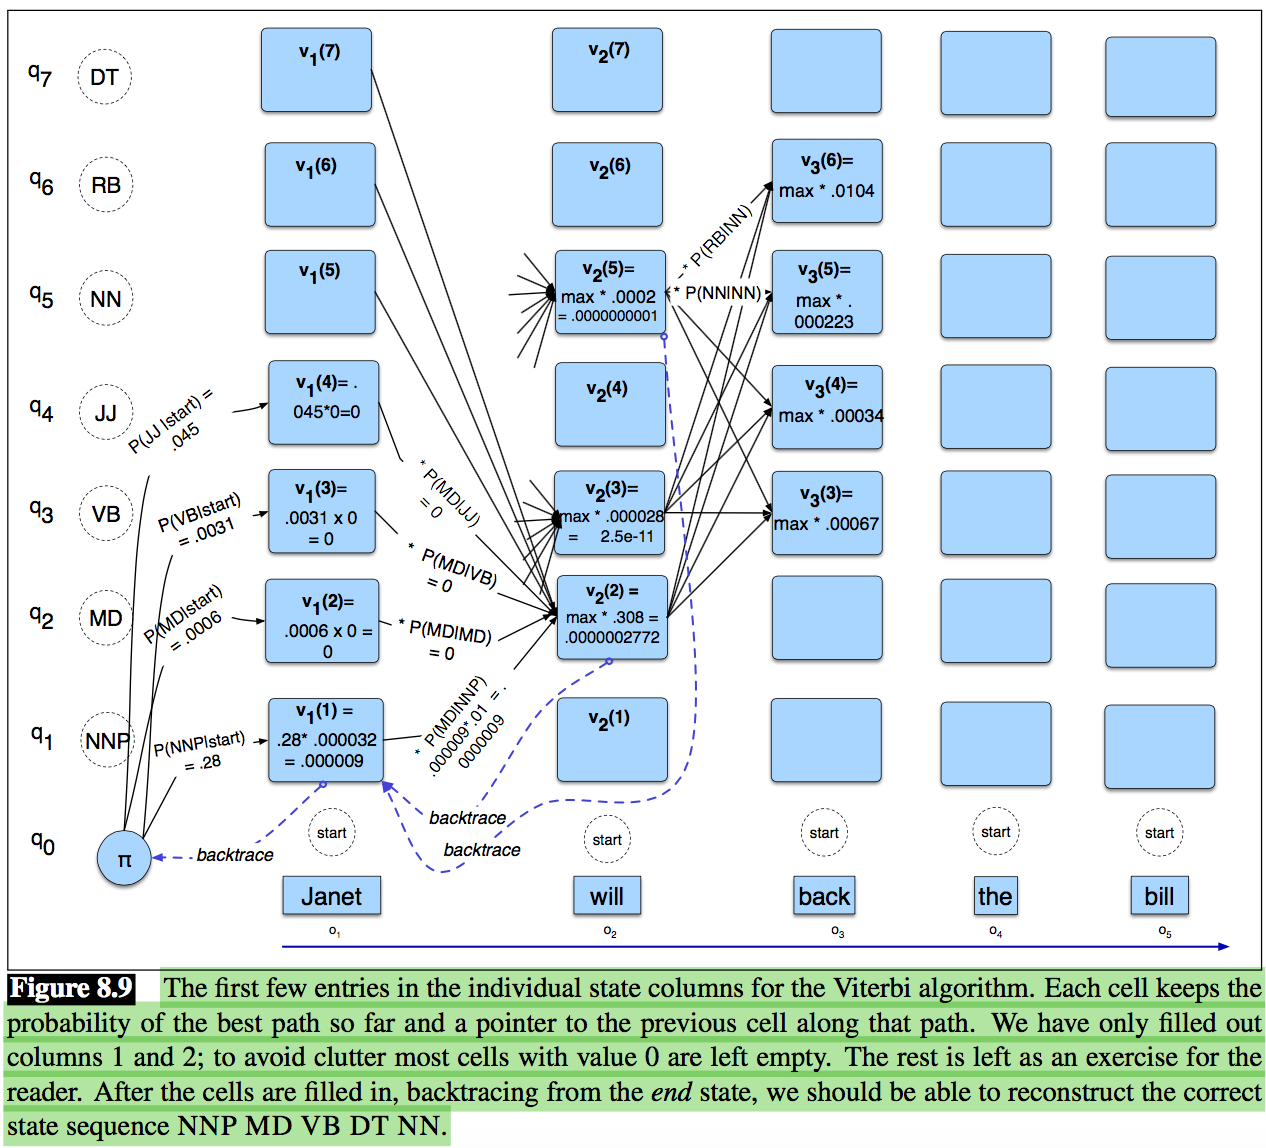 q7 DT v1(7) v2(7)
q6 RB v1(6) v2(6) v3(6)=
max * .0104
* P(RB|NN)
q5 NN v1(5) v2(5)= v3(5)=
max * .0002
= .0000000001
* P(NN|NN)
max * .
000223
q4 JJ
P(JJ |start) =
.045
v1(4)= .
045*0=0
v2(4)
v3(4)=
max * .00034
* P(MD|JJ)
= 0
q3 VB
P(VB|start)
= .0031
v1(3)=
.0031 x 0
= 0
v2(3)=
max * .000028
= 2.5e-11
v3(3)=
max * .00067
* P(MD|VB)
= 0
q2 MD
P(MD|start)
= .0006
v1(2)=
.0006 x 0 =
0
* P(MD|MD)
= 0
v2(2) =
max * .308 =
.0000002772
q1 NNP
P(NNP|start)
= .28
v1(1) =
.28* .000032
= .000009
* P(MD|NNP)
.000009*.01 = .
0000009
v2(1)
q0 π
backtrace
backtrace
backtrace
start start start start start
Janet will back the bill
o1 o2 o3 o4 o5
Figure 8.9 The first few entries in the individual state columns for the Viterbi algorithm. Each cell keeps the
probability of the best path so far and a pointer to the previous cell along that path. We have only filled out
columns 1 and 2; to avoid clutter most cells with value 0 are left empty. The rest is left as an exercise for the
reader. After the cells are filled in, backtracing from the end state, we should be able to reconstruct the correct
state sequence NNP MD VB DT NN.